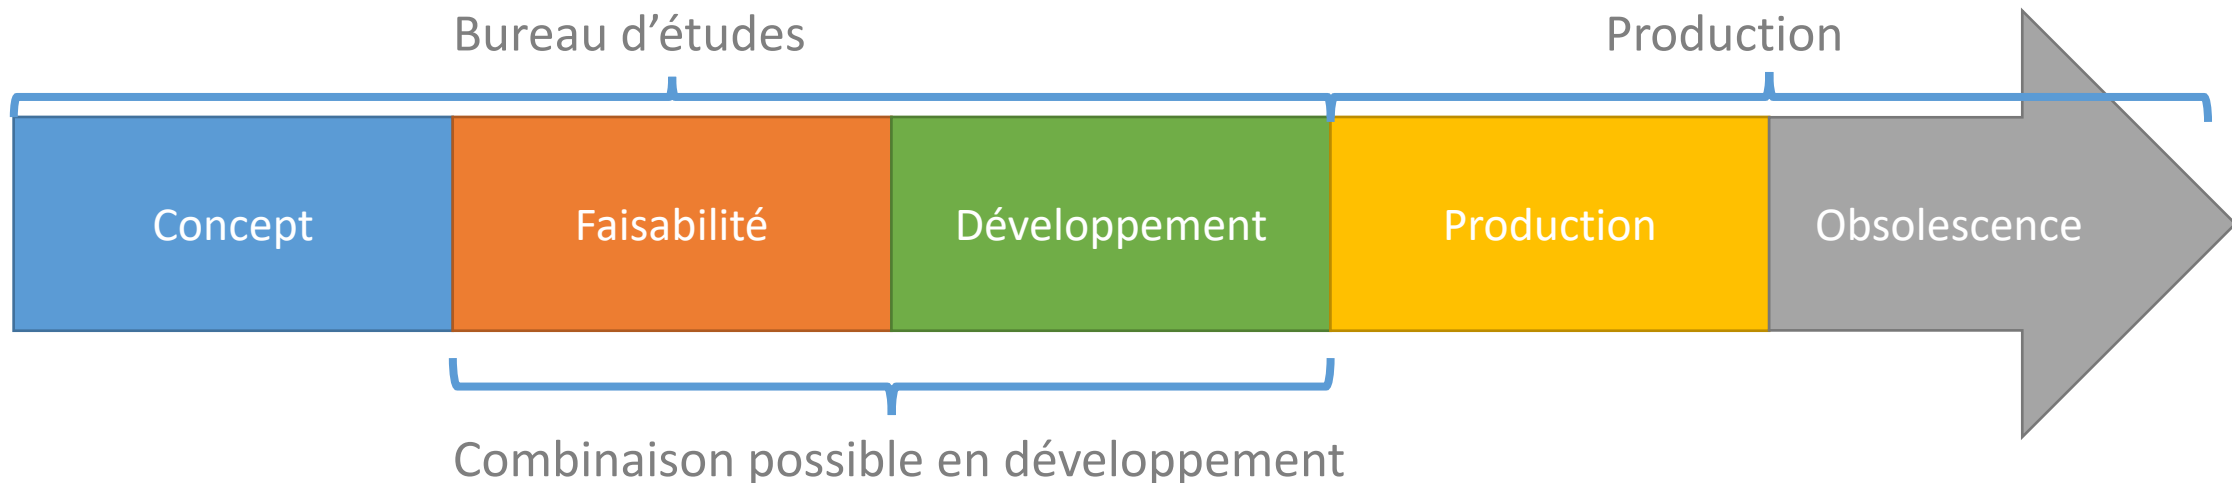 Bureau d’études
Production
Concept
Faisabilité
Développement
Production
Obsolescence
Combinaison possible en développement